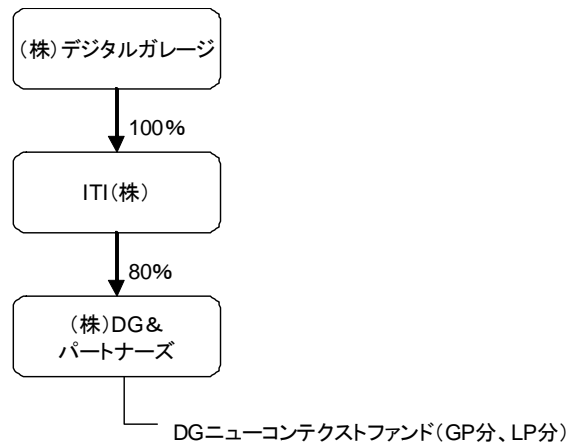 （株）デジタルガレージ
100%
ITI（株）
80%
（株）DG＆
パートナーズ
DGニューコンテクストファンド（GP分、LP分）